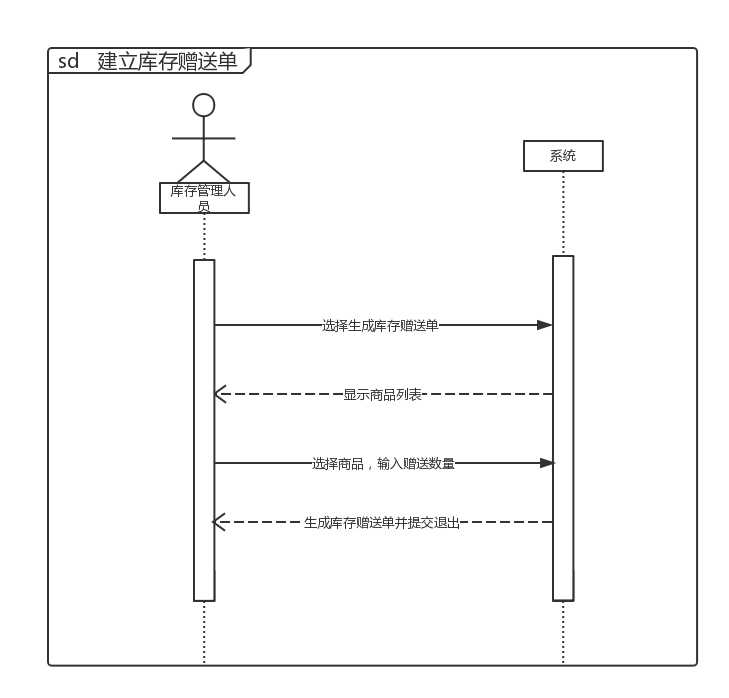 sd 建立库存赠送单
系统
库存管理人
员
选择生成库存赠送单
显示商品列表
选择商品，输入赠送数量
生成库存赠送单并提交退出